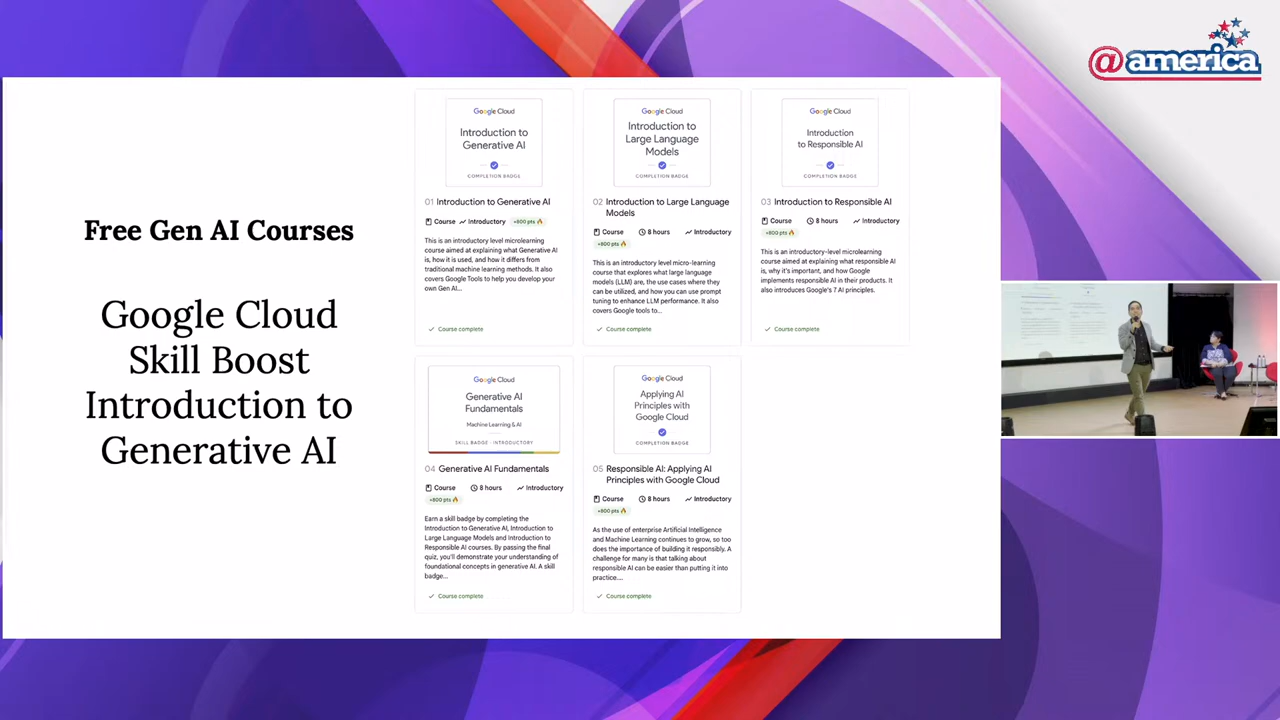 @america
Free Gen AI Courses
Google Cloud
Skill Boost
Introduction to
Generative AI
Google Cloud
Introduction to
Generative AI
COMPLETION BADGE
01 Introduction to Generative AI
Course Introductory +800 pts
This is an introductory level microlearning
course aimed at explaining what Generative AI
is, how it is used, and how it differs from
traditional machine learning methods. It also
covers Google Tools to help you develop your
own Gen AI...
Course complete
Google Cloud
Introduction to
Large Language
Models
COMPLETION BADGE
02 Introduction to Large Language
Models
Course 8 hours Introductory
+800 pts
This is an introductory level micro-learning
course that explores what large language
models (LLM) are, the use cases where they
can be utilized, and how you can use prompt
tuning to enhance LLM performance. It also
covers Google tools to...
Course complete
Google Cloud
Introduction
to Responsible AI
COMPLETION BADGE
03 Introduction to Responsible AI
Course 8 hours Introductory
+800 pts
This is an introductory-level microlearning
course aimed at explaining what responsible AI
is, why it's important, and how Google
implements responsible AI in their products. It
also introduces Google's 7 AI principles.
Course complete
Google Cloud
Generative AI
Fundamentals
Machine Learning & AI
SKILL BADGE · INTRODUCTORY
04 Generative AI Fundamentals
Course 8 hours Introductory
+800 pts
Earn a skill badge by completing the
Introduction to Generative AI, Introduction to
Large Language Models and Introduction to
Responsible AI courses. By passing the final
quiz, you'll demonstrate your understanding of
foundational concepts in generative AI. A skill
badge...
Course complete
Google Cloud
Applying AI
Principles with
Google Cloud
COMPLETION BADGE
05 Responsible AI: Applying AI
Principles with Google Cloud
Course 8 hours Introductory
+800 pts
As the use of enterprise Artificial Intelligence
and Machine Learning continues to grow, so too
does the importance of building it responsibly. A
challenge for many is that talking about
responsible AI can be easier than putting it into
practice....
Course complete